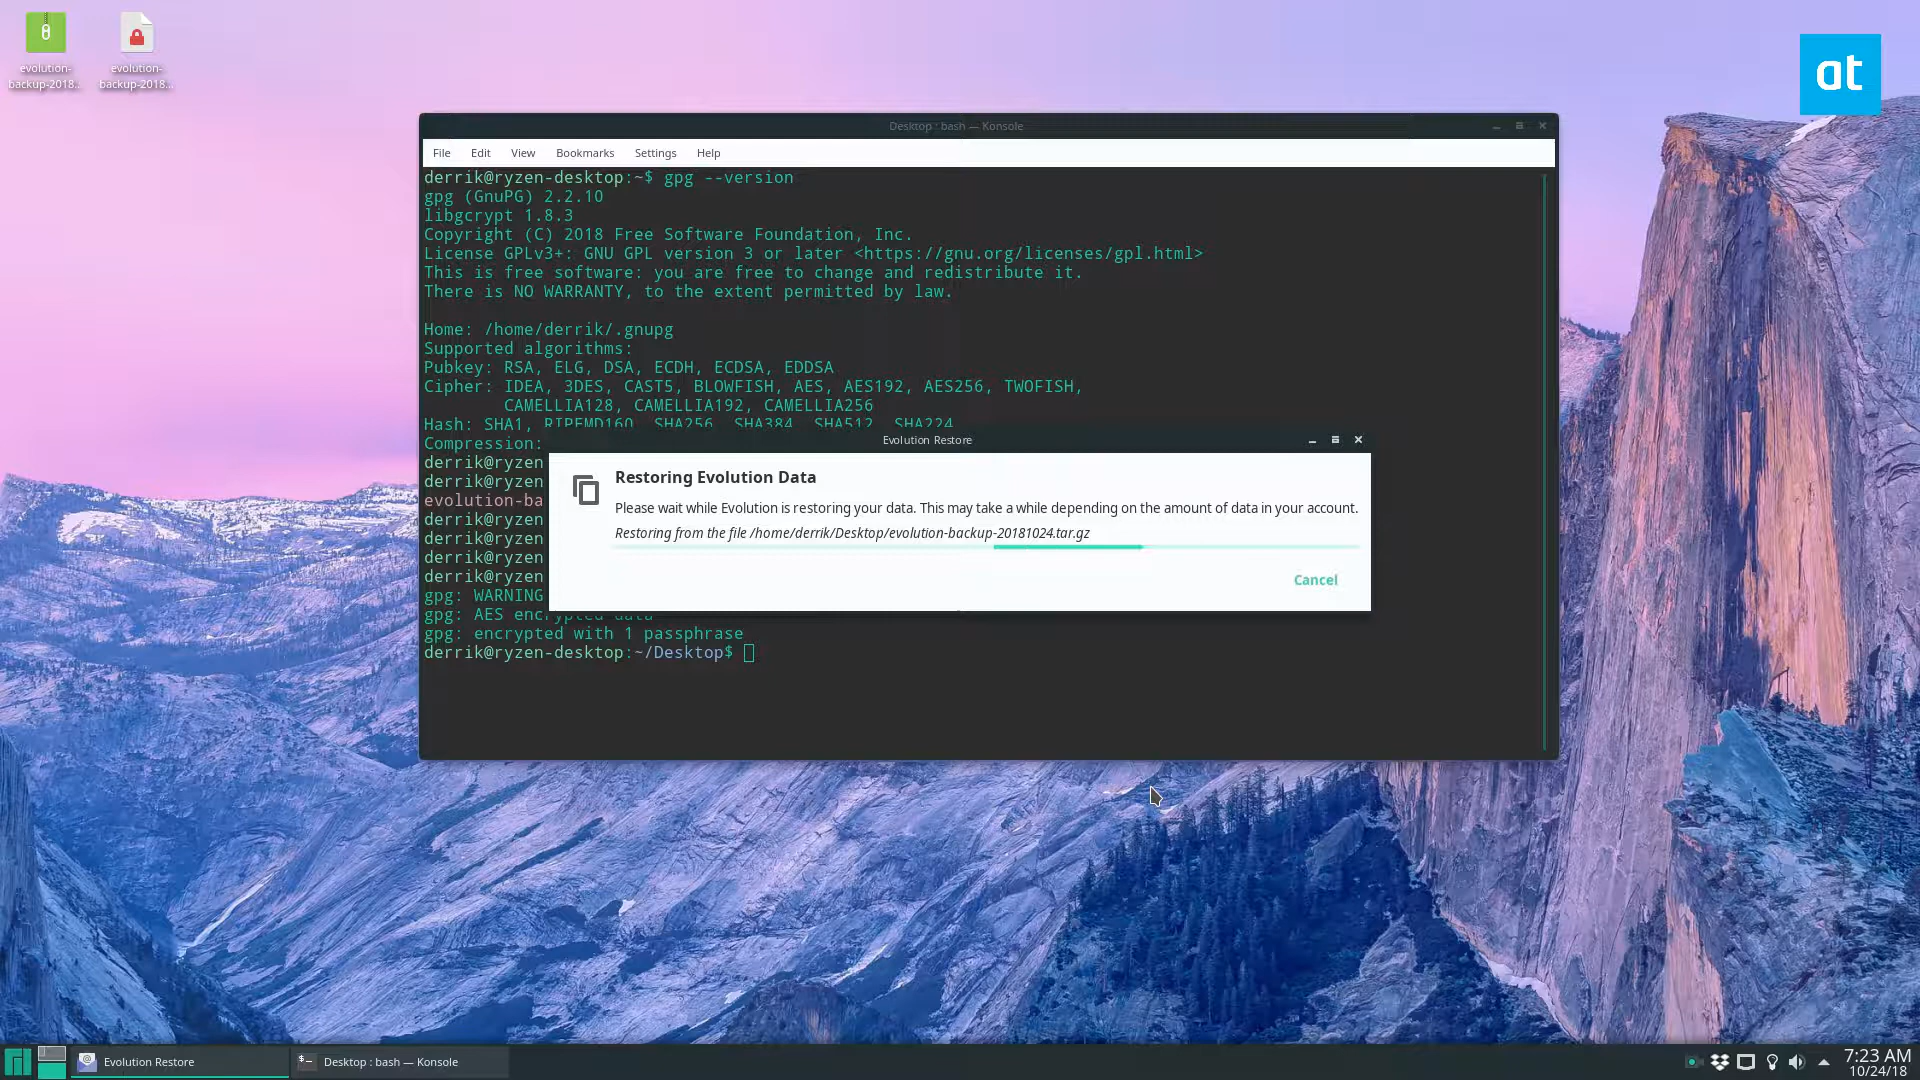 evolution-
backup-2018...
evolution-
backup-2018...
at
Desktop : bash — Konsole
File Edit View Bookmarks Settings Help
derrik@ryzen-desktop:~$ gpg --version
gpg (GnuPG) 2.2.10
libgcrypt 1.8.3
Copyright (C) 2018 Free Software Foundation, Inc.
License GPLv3+: GNU GPL version 3 or later <https://gnu.org/licenses/gpl.html>
This is free software: you are free to change and redistribute it.
There is NO WARRANTY, to the extent permitted by law.
Home: /home/derrik/.gnupg
Supported algorithms:
Pubkey: RSA, ELG, DSA, ECDH, ECDSA, EDDSA
Cipher: IDEA, 3DES, CAST5, BLOWFISH, AES, AES192, AES256, TWOFISH,
CAMELLIA128, CAMELLIA192, CAMELLIA256
Hash: SHA1, RIPEMD160, SHA256, SHA384, SHA512, SHA224
Compression:
derrik@ryzen
derrik@ryzen
evolution-ba
derrik@ryzen
derrik@ryzen
derrik@ryzen
derrik@ryzen
gpg: WARNING
gpg: AES encrypted data
gpg: encrypted with 1 passphrase
derrik@ryzen-desktop:~/Desktop$
Evolution Restore
Restoring Evolution Data
Please wait while Evolution is restoring your data. This may take a while depending on the amount of data in your account.
Restoring from the file /home/derrik/Desktop/evolution-backup-20181024.tar.gz
Cancel
Evolution Restore
Desktop : bash — Konsole
7:23 AM
10/24/18